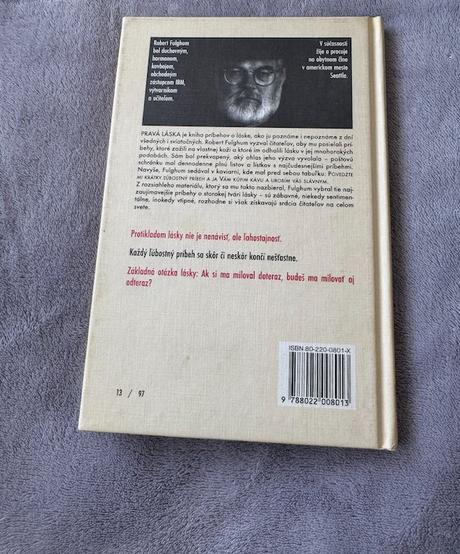 Robert Fulghum
bol duchovným,
barmanom,
kovbojom,
obchodným
zástupcom IBM,
výtvarníkom
a učiteľom.
V súčasnosti
žije a pracuje
na obytnom člne
v americkom meste
Seattle.
PRAVÁ LÁSKA je kniha príbehov o láske, ako ju poznáme i nepoznáme z dní
všedných i sviatočných. Robert Fulghum vyzval čitateľov, aby mu posielali prí-
behy, ktoré zažili na vlastnej koži a ktoré im odhalili lásku v jej mnohorakých
podobách. Sám bol prekvapený, aký ohlas jeho výzva vyvolala – poštovú
schránku mal dennodenne plnú listov a lístkov s najčudesnejšími príbehmi.
Navyše, Fulghum sedával v kaviarni, kde mal pred sebou tabuľku: POVEDZTE
MI KRÁTKY ĽÚBOSTNÝ PRÍBEH A JA VÁM KÚPIM KÁVU A UROBÍM VÁS SLÁVNYM.
Z rozsiahleho materiálu, ktorý sa mu takto nazbieral, Fulghum vybral tie naj-
zaujímavejšie príbehy o storakej tvári lásky – sú zábavné, niekedy sentimen-
tálne, inokedy vtipné, rozhodne si však získavajú srdcia čitateľov na celom
svete.
Protikladom lásky nie je nenávisť, ale ľahostajnosť.
Každý ľúbostný príbeh sa skôr či neskôr končí nešťastne.
Základná otázka lásky: Ak si ma miloval doteraz, budeš ma milovať aj
odteraz?
ISBN 80-220-0801-X
9 788022 008013
13 / 97